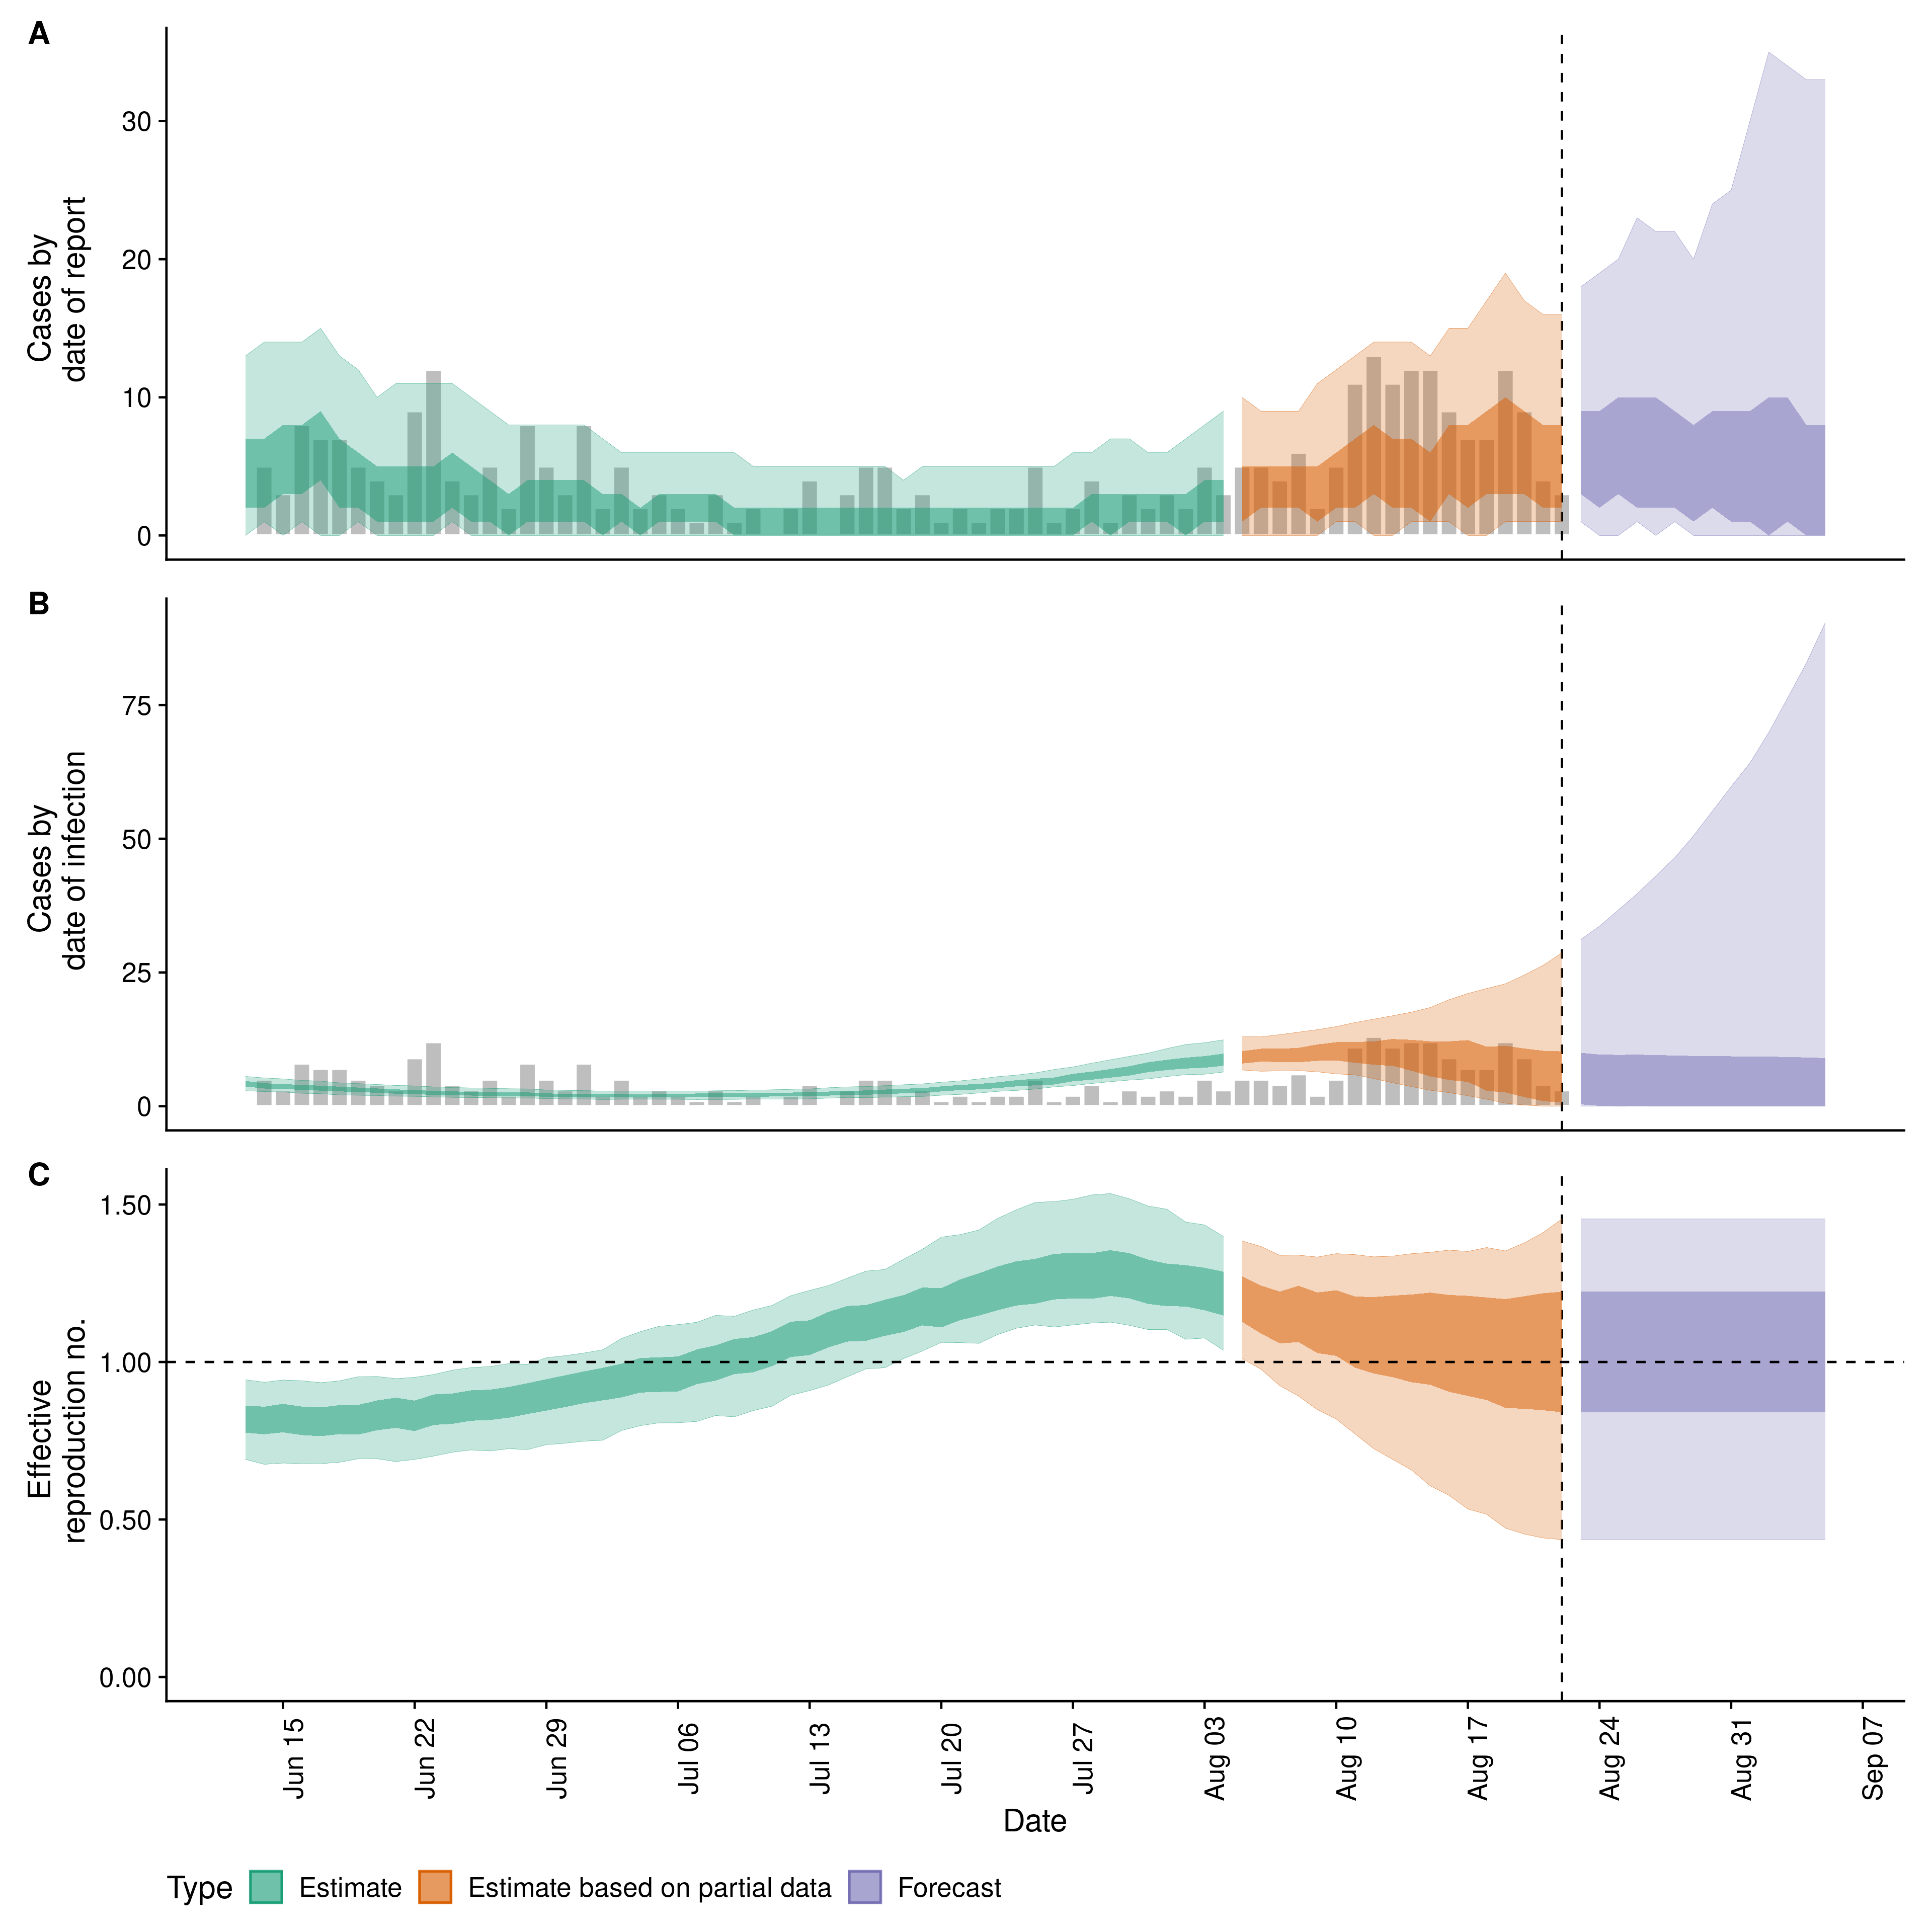 A
Cases by
date of report
30
20
10
0
B
Cases by
date of infection
75
50
25
0
C
Effective
reproduction no.
1.50
1.00
0.50
0.00
Jun 15
Jun 22
Jun 29
Jul 06
Jul 13
Jul 20
Jul 27
Aug 03
Aug 10
Aug 17
Aug 24
Aug 31
Sep 07
Date
Type Estimate Estimate based on partial data Forecast